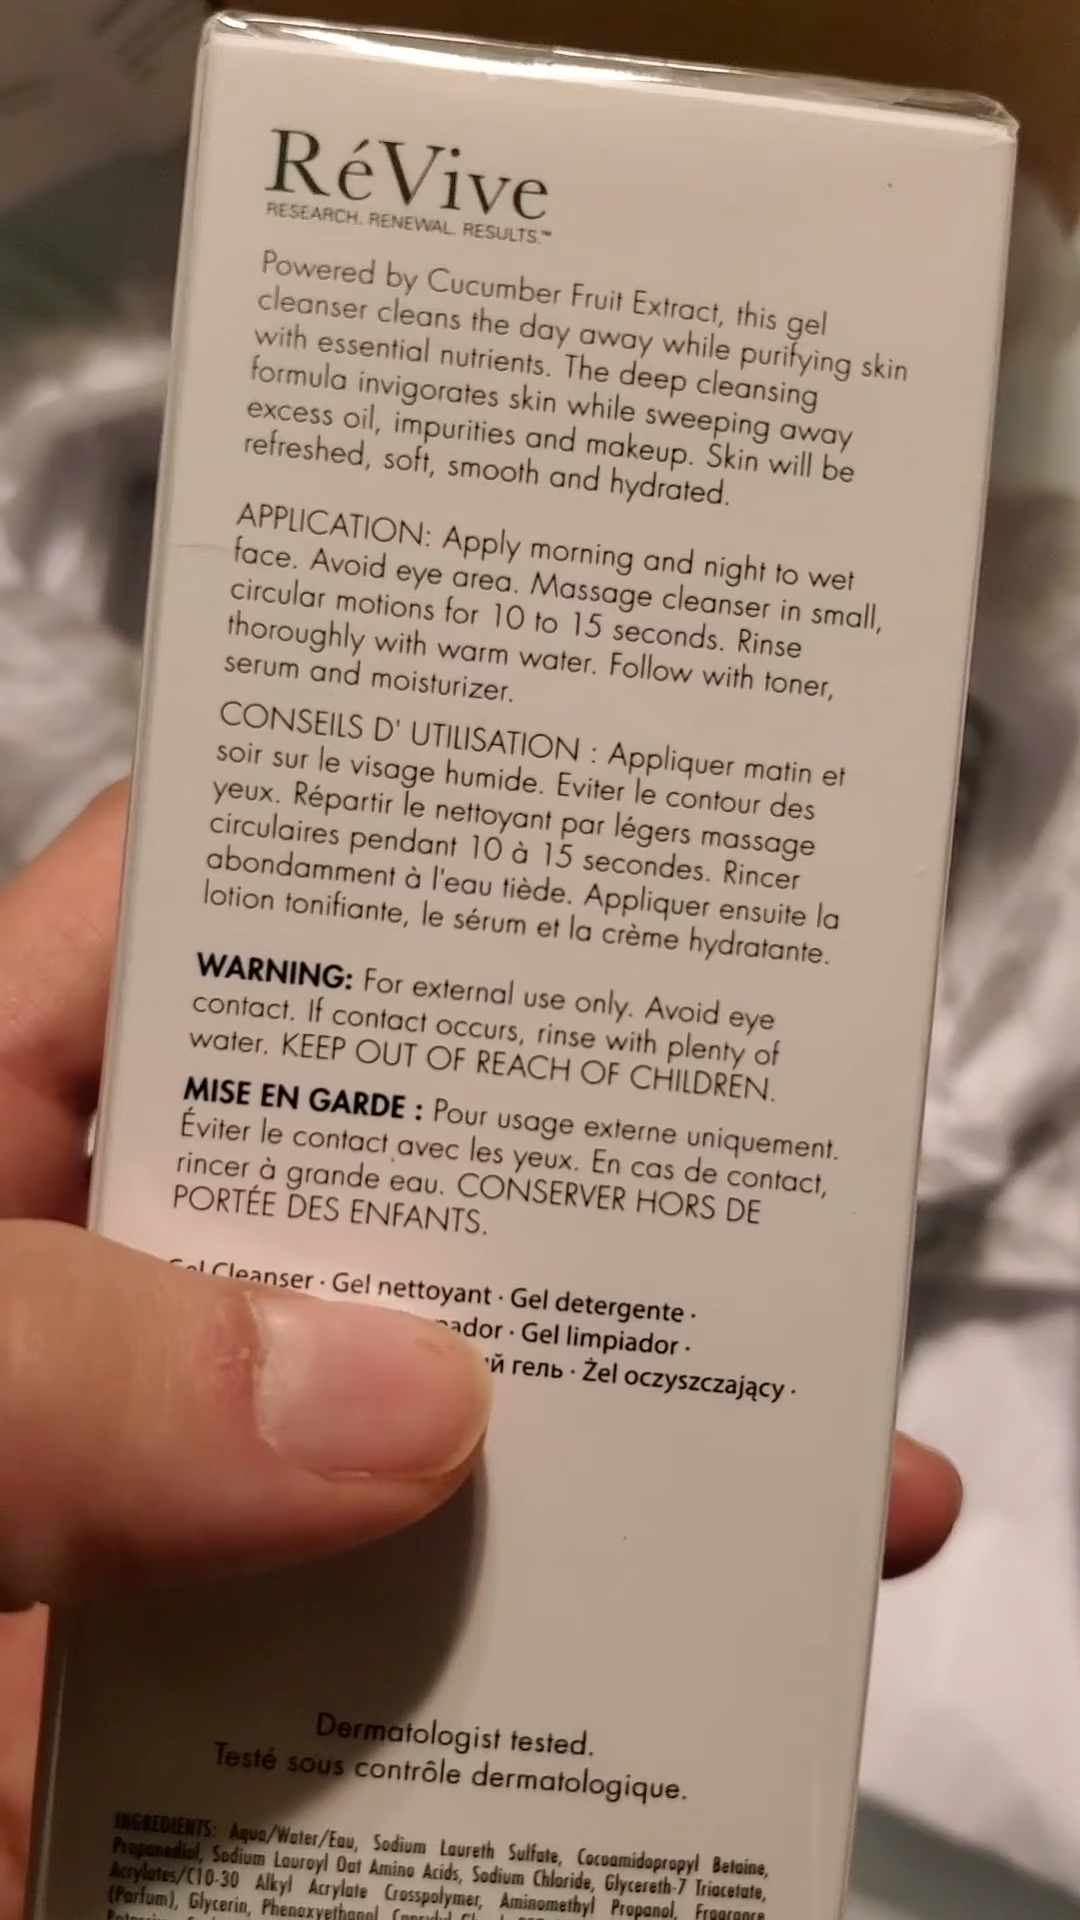 RéVive
RESEARCH. RENEWAL. RESULTS.™
Powered by Cucumber Fruit Extract, this gel
cleanser cleans the day away while purifying skin
with essential nutrients. The deep cleansing
formula invigorates skin while sweeping away
excess oil, impurities and makeup. Skin will be
refreshed, soft, smooth and hydrated.
APPLICATION: Apply morning and night to wet
face. Avoid eye area. Massage cleanser in small,
circular motions for 10 to 15 seconds. Rinse
thoroughly with warm water. Follow with toner,
serum and moisturizer.
CONSEILS D' UTILISATION : Appliquer matin et
soir sur le visage humide. Eviter le contour des
yeux. Répartir le nettoyant par légers massage
circulaires pendant 10 à 15 secondes. Rincer
abondamment à l'eau tiède. Appliquer ensuite la
lotion tonifiante, le sérum et la crème hydratante.
WARNING: For external use only. Avoid eye
contact. If contact occurs, rinse with plenty of
water. KEEP OUT OF REACH OF CHILDREN.
MISE EN GARDE : Pour usage externe uniquement.
Éviter le contact avec les yeux. En cas de contact,
rincer à grande eau. CONSERVER HORS DE
PORTÉE DES ENFANTS.
Gel Cleanser · Gel nettoyant · Gel detergente ·
· Gel limpiador ·
гель · Żel oczyszczający ·
Dermatologist tested.
Testé sous contrôle dermatologique.
INGREDIENTS: Aqua/Water/Eau, Sodium Laureth Sulfate, Cocoamidopropyl Betaine,
Propanediol, Sodium Lauroyl Oat Amino Acids, Sodium Chloride, Glycereth-7 Triacetate,
Acrylates/C10-30 Alkyl Acrylate Crosspolymer, Aminomethyl Propanol, Fragrance
(Parfum), Glycerin, Phenoxyethanol,